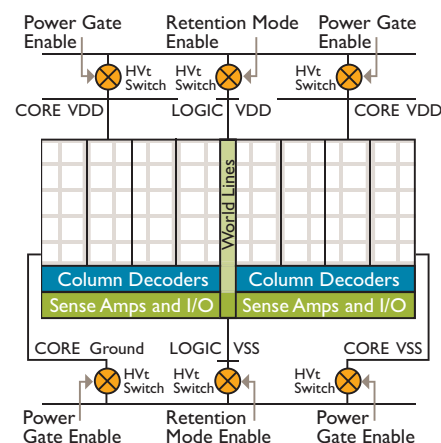 Power Gate
Enable
Retention Mode
Enable
Power Gate
Enable
HVt
Switch
HVt
Switch
HVt
Switch
CORE VDD
LOGIC VDD
CORE VDD
World Lines
Column Decoders
Column Decoders
Sense Amps and I/O
Sense Amps and I/O
CORE Ground
LOGIC VSS
CORE VSS
HVt
Switch
HVt
Switch
HVt
Switch
Power
Gate Enable
Retention
Mode Enable
Power
Gate Enable